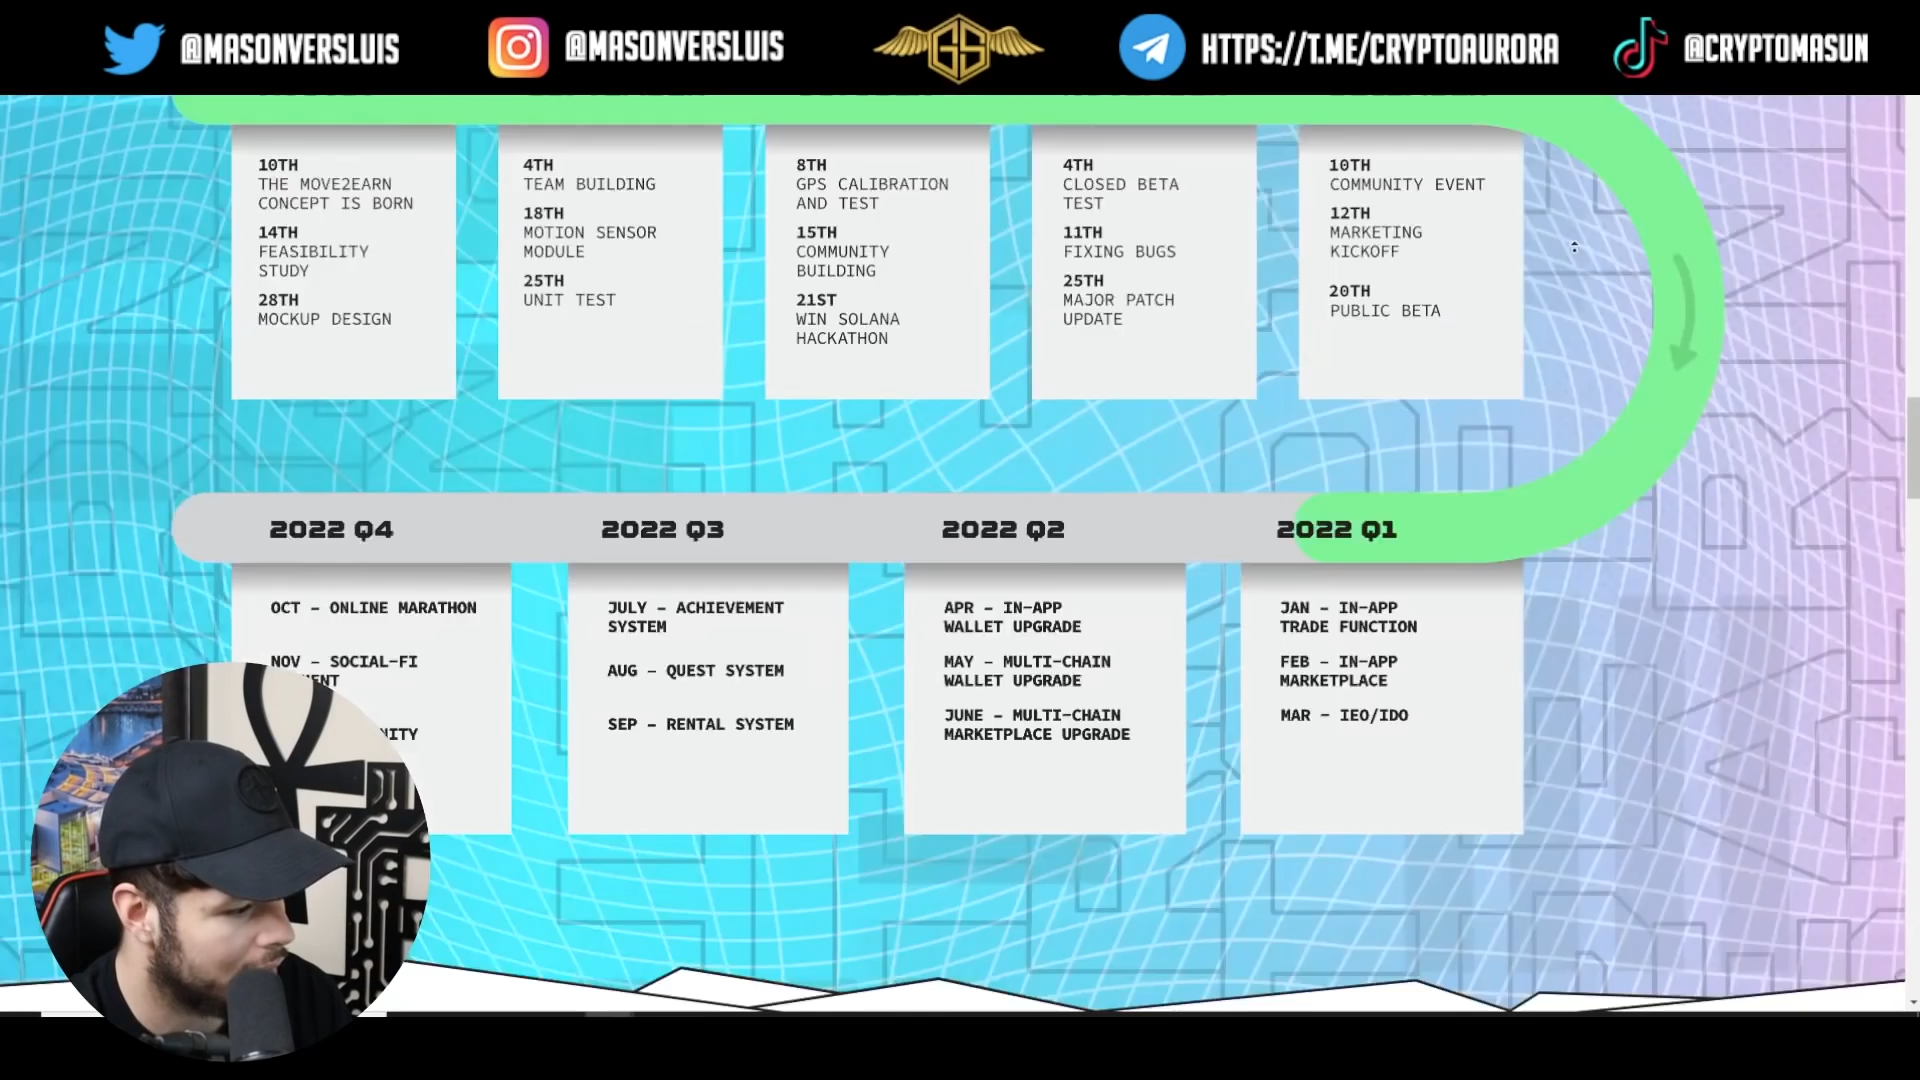 @MASONVERSLUIS
@MASONVERSLUIS
GS
HTTPS://T.ME/CRYPTOAURORA
@CRYPTOMASUN
10TH
THE MOVE2EARN
CONCEPT IS BORN
14TH
FEASIBILITY
STUDY
28TH
MOCKUP DESIGN
4TH
TEAM BUILDING
18TH
MOTION SENSOR
MODULE
25TH
UNIT TEST
8TH
GPS CALIBRATION
AND TEST
15TH
COMMUNITY
BUILDING
21ST
WIN SOLANA
HACKATHON
4TH
CLOSED BETA
TEST
11TH
FIXING BUGS
25TH
MAJOR PATCH
UPDATE
10TH
COMMUNITY EVENT
12TH
MARKETING
KICKOFF
20TH
PUBLIC BETA
2022 Q4
OCT – ONLINE MARATHON
NOV – SOCIAL-FI
2022 Q3
JULY – ACHIEVEMENT
SYSTEM
AUG – QUEST SYSTEM
SEP – RENTAL SYSTEM
2022 Q2
APR – IN-APP
WALLET UPGRADE
MAY – MULTI-CHAIN
WALLET UPGRADE
JUNE – MULTI-CHAIN
MARKETPLACE UPGRADE
2022 Q1
JAN – IN-APP
TRADE FUNCTION
FEB – IN-APP
MARKETPLACE
MAR – IEO/IDO